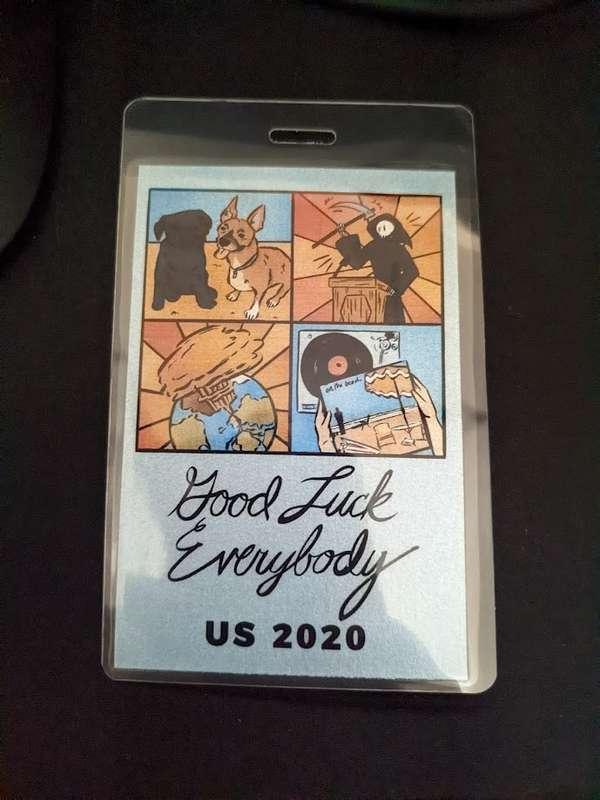 on the beach
Good Luck
Everybody
US 2020